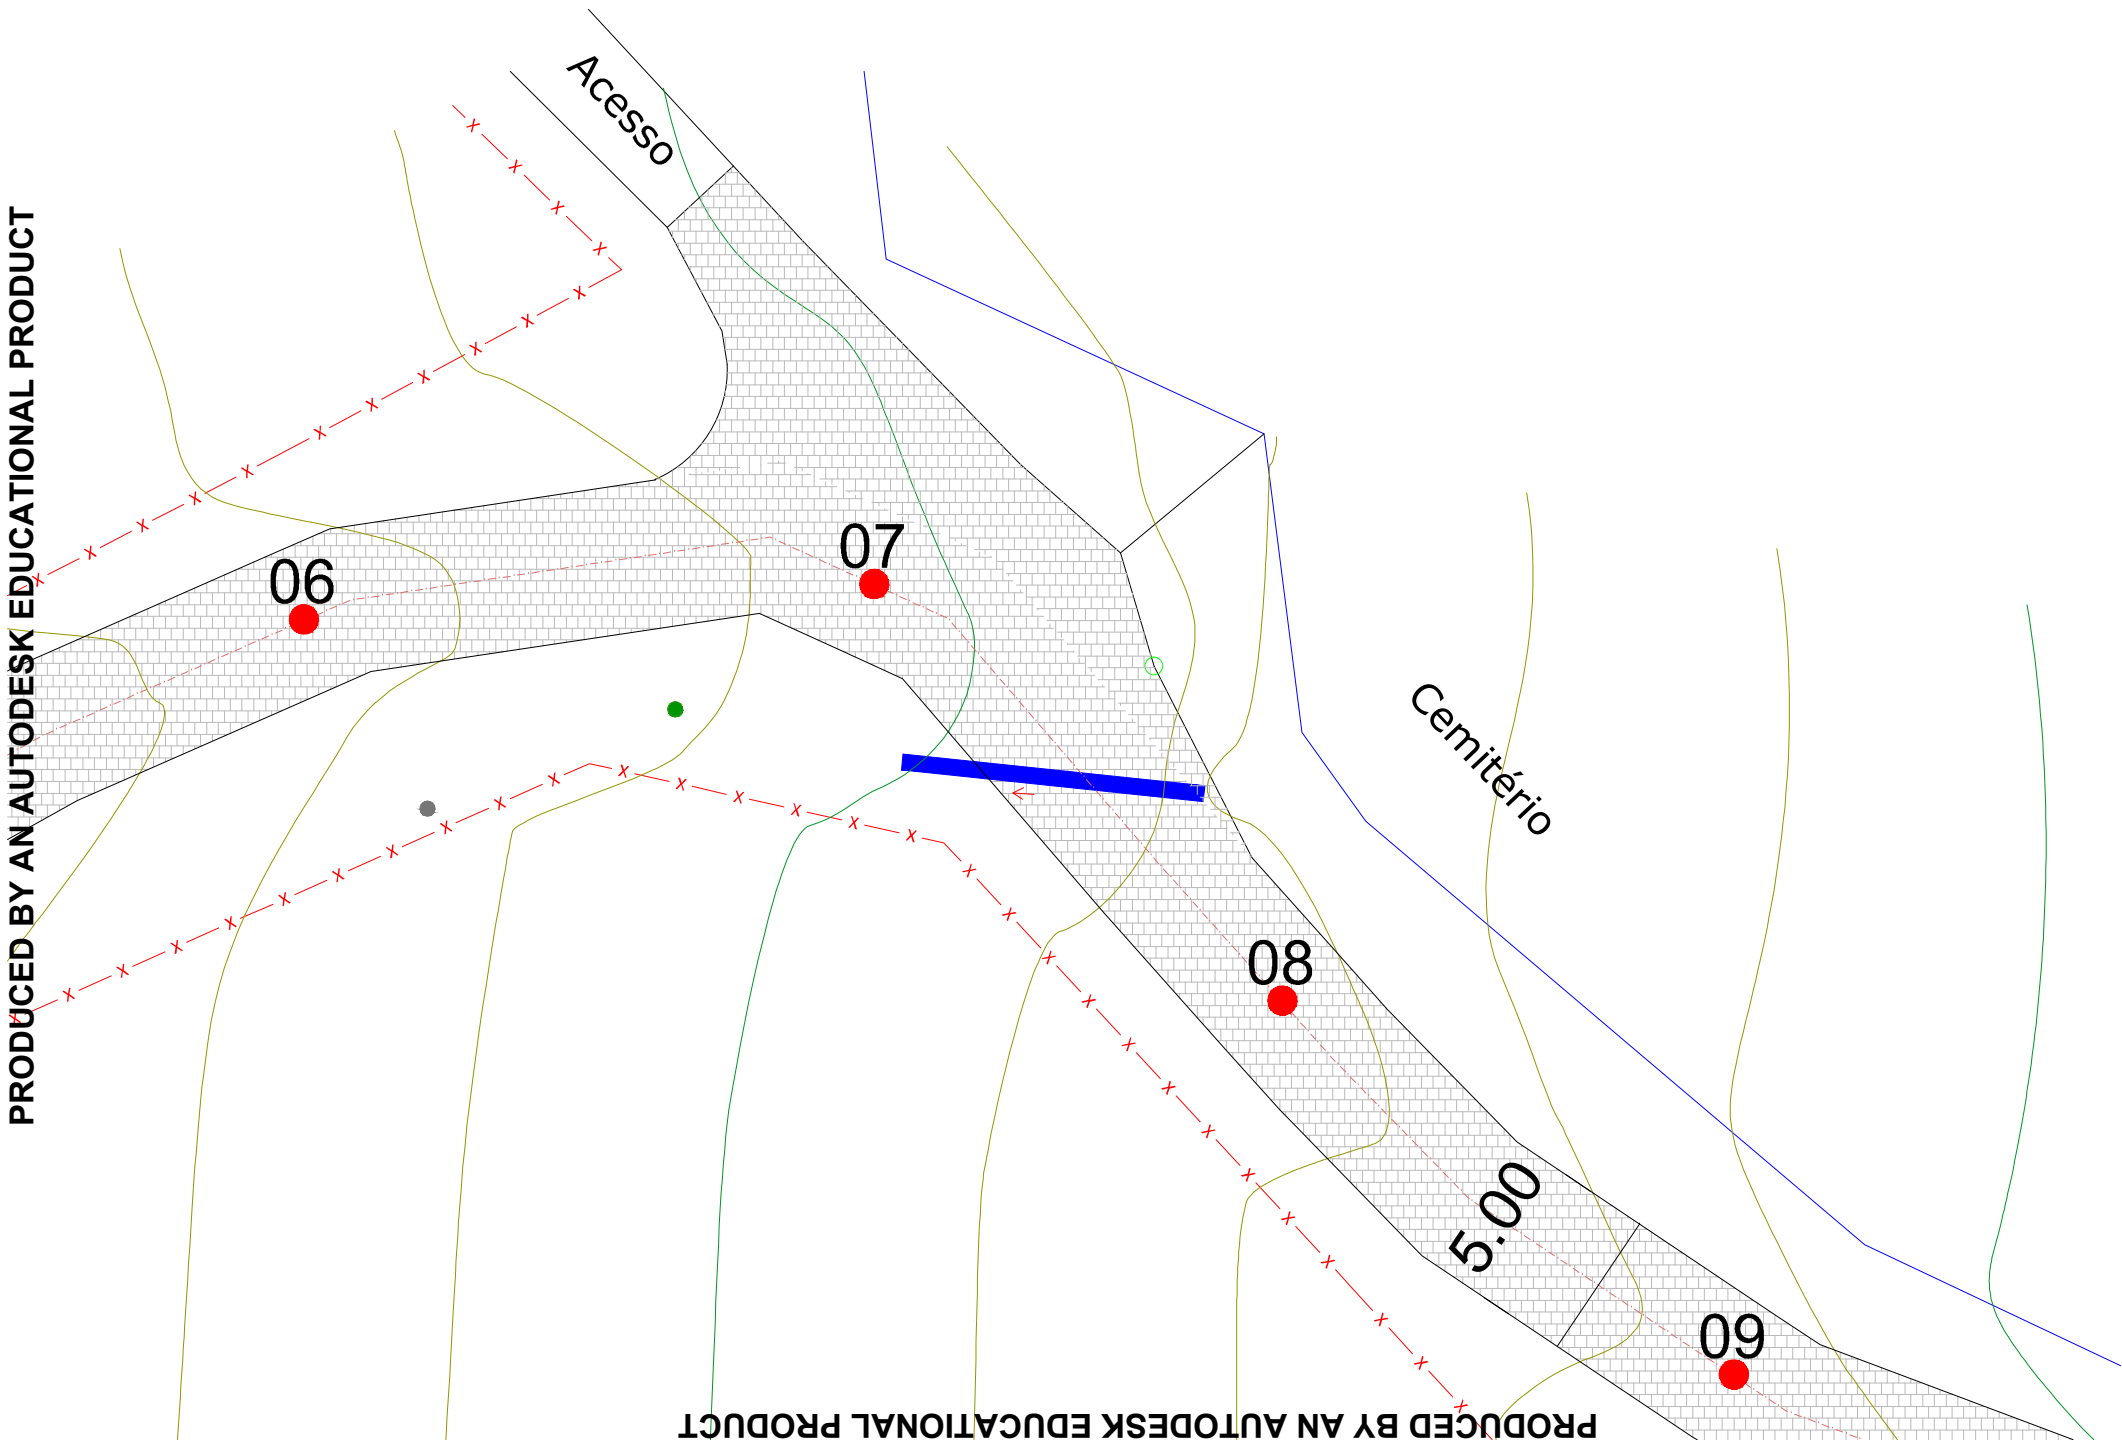 Acesso
PRODUCED BY AN AUTODESK EDUCATIONAL PRODUCT
06
07
Cemitério
08
5.00
09
PRODUCED BY AN AUTODESK EDUCATIONAL PRODUCT